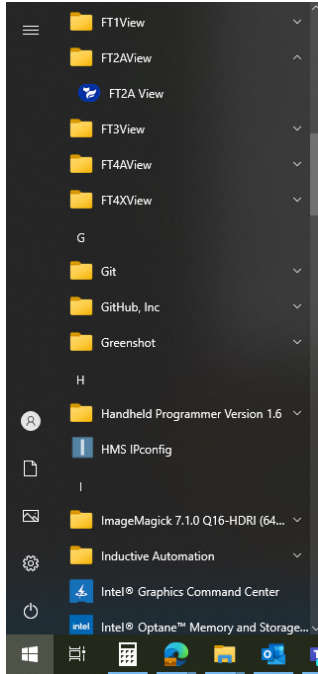 FT1View
FT2AView
FT2A View
FT3View
FT4AView
FT4XView
G
Git
GitHub, Inc
Greenshot
H
Handheld Programmer Version 1.6
HMS IPconfig
I
ImageMagick 7.1.0 Q16-HDRI (64...
Inductive Automation
Intel® Graphics Command Center
intel Intel® Optane™ Memory and Storage...